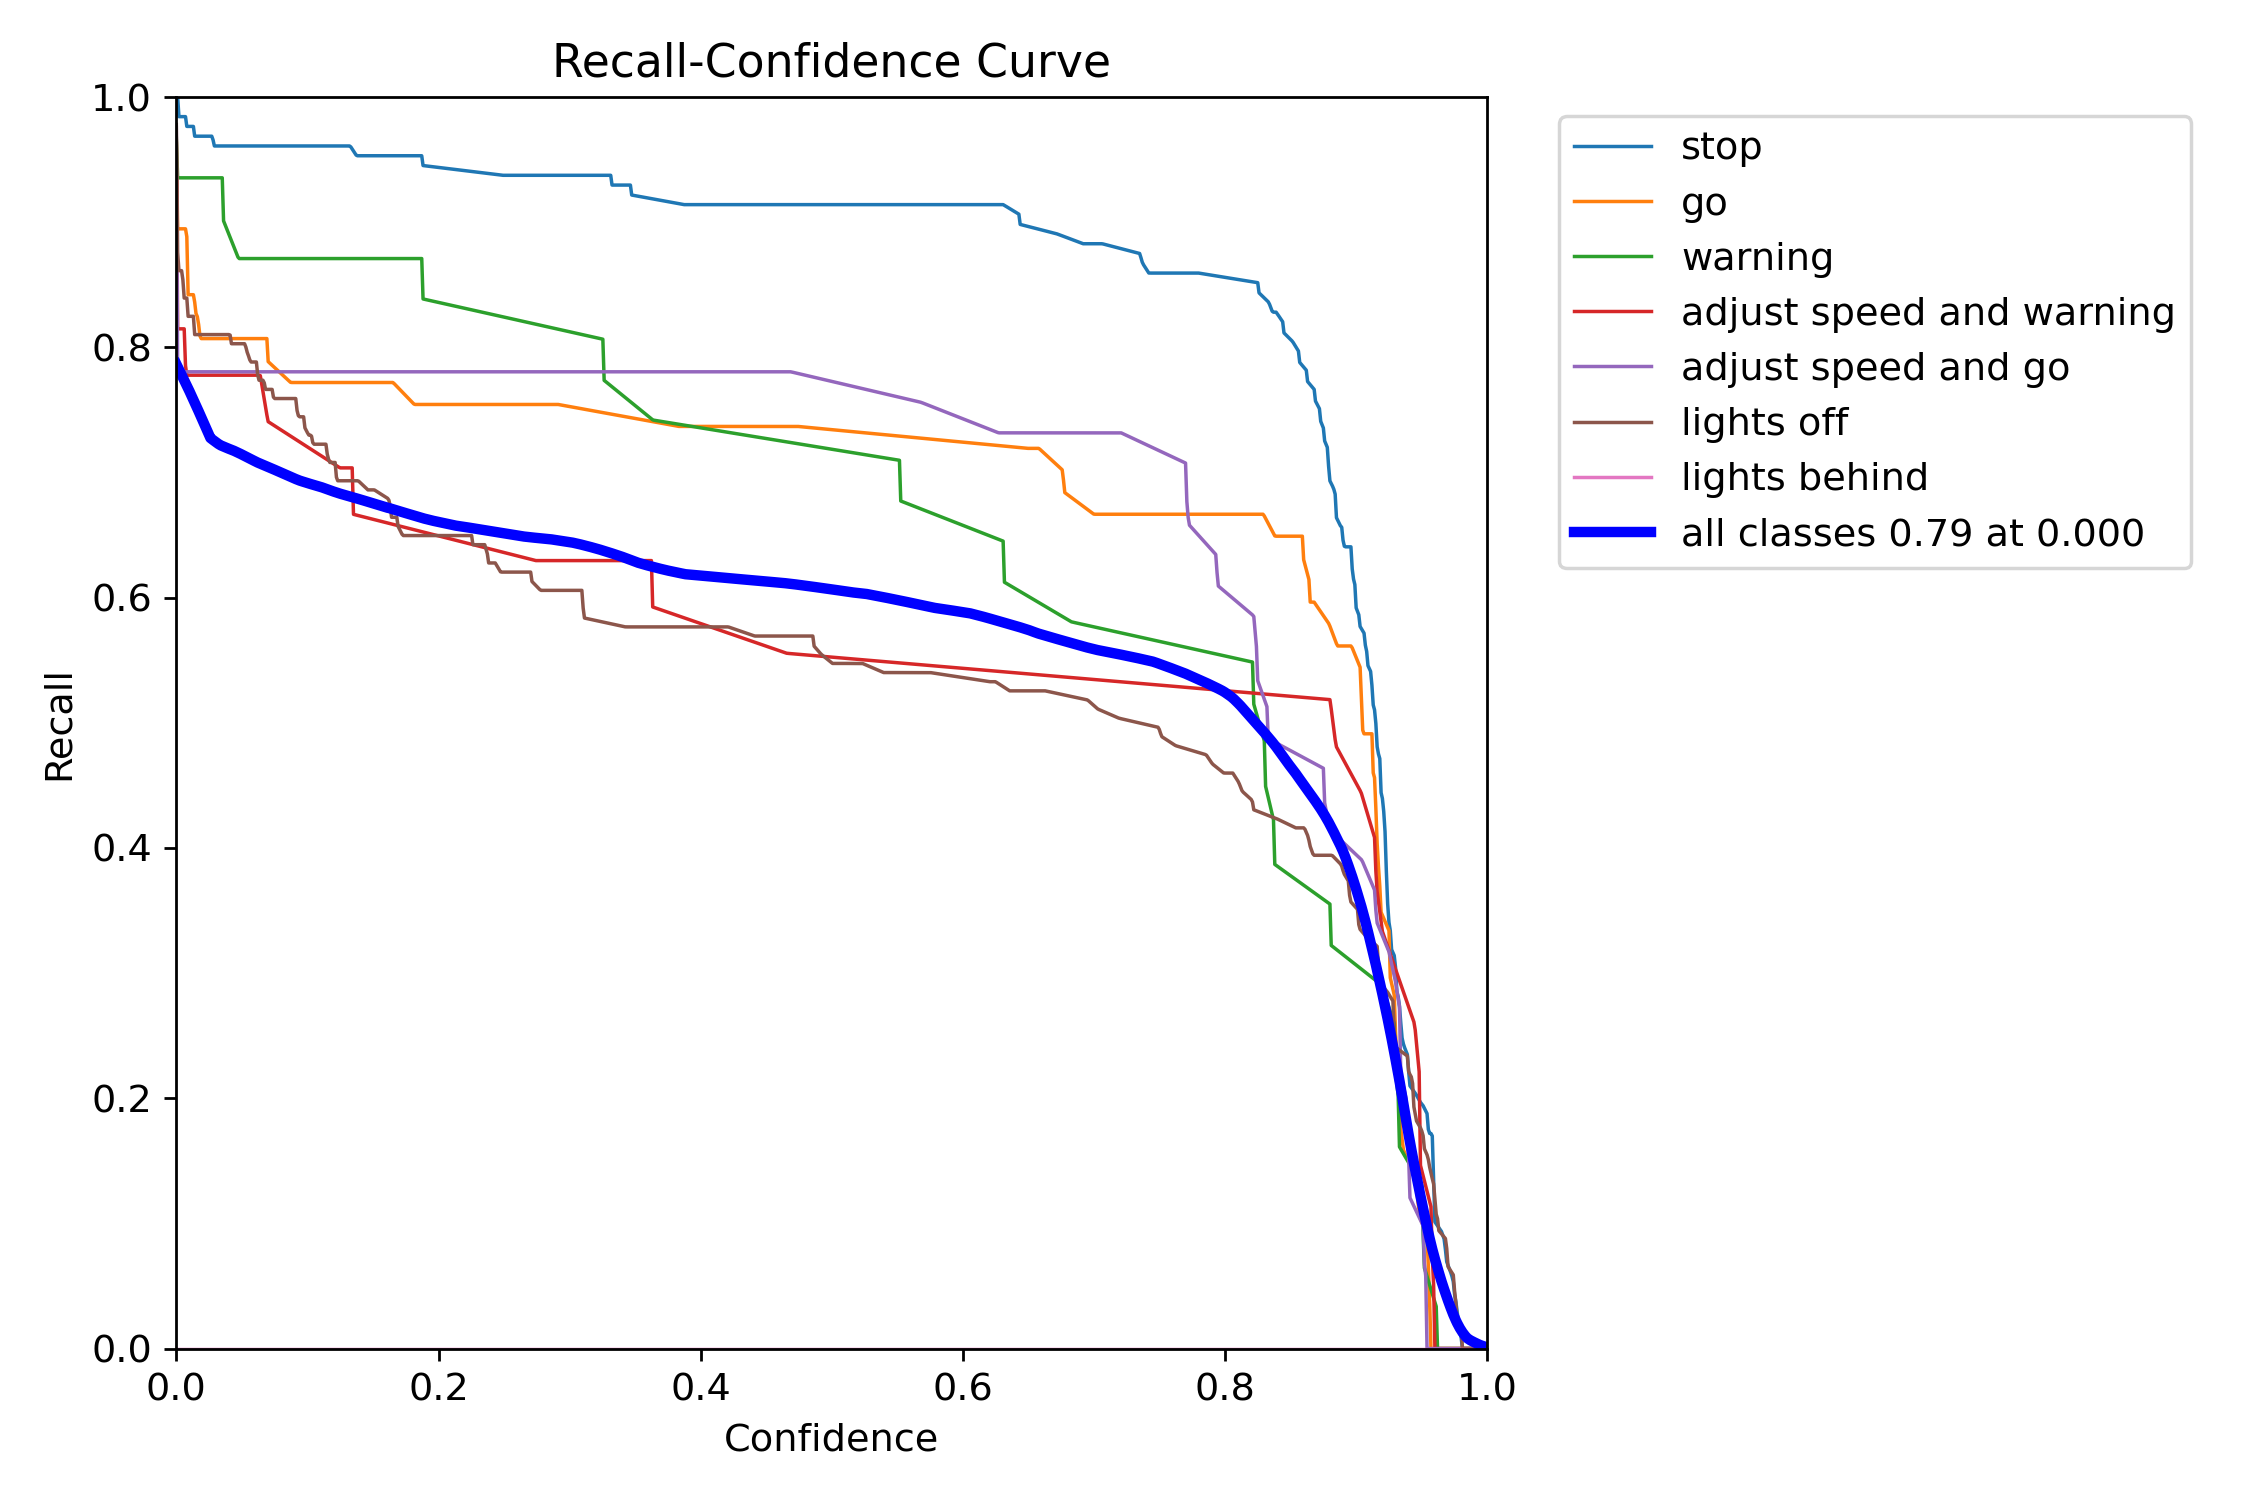 Recall-Confidence Curve
1.0
0.8
0.6
0.4
0.2
0.0
Recall
0.0 0.2 0.4 0.6 0.8 1.0
Confidence
stop
go
warning
adjust speed and warning
adjust speed and go
lights off
lights behind
all classes 0.79 at 0.000